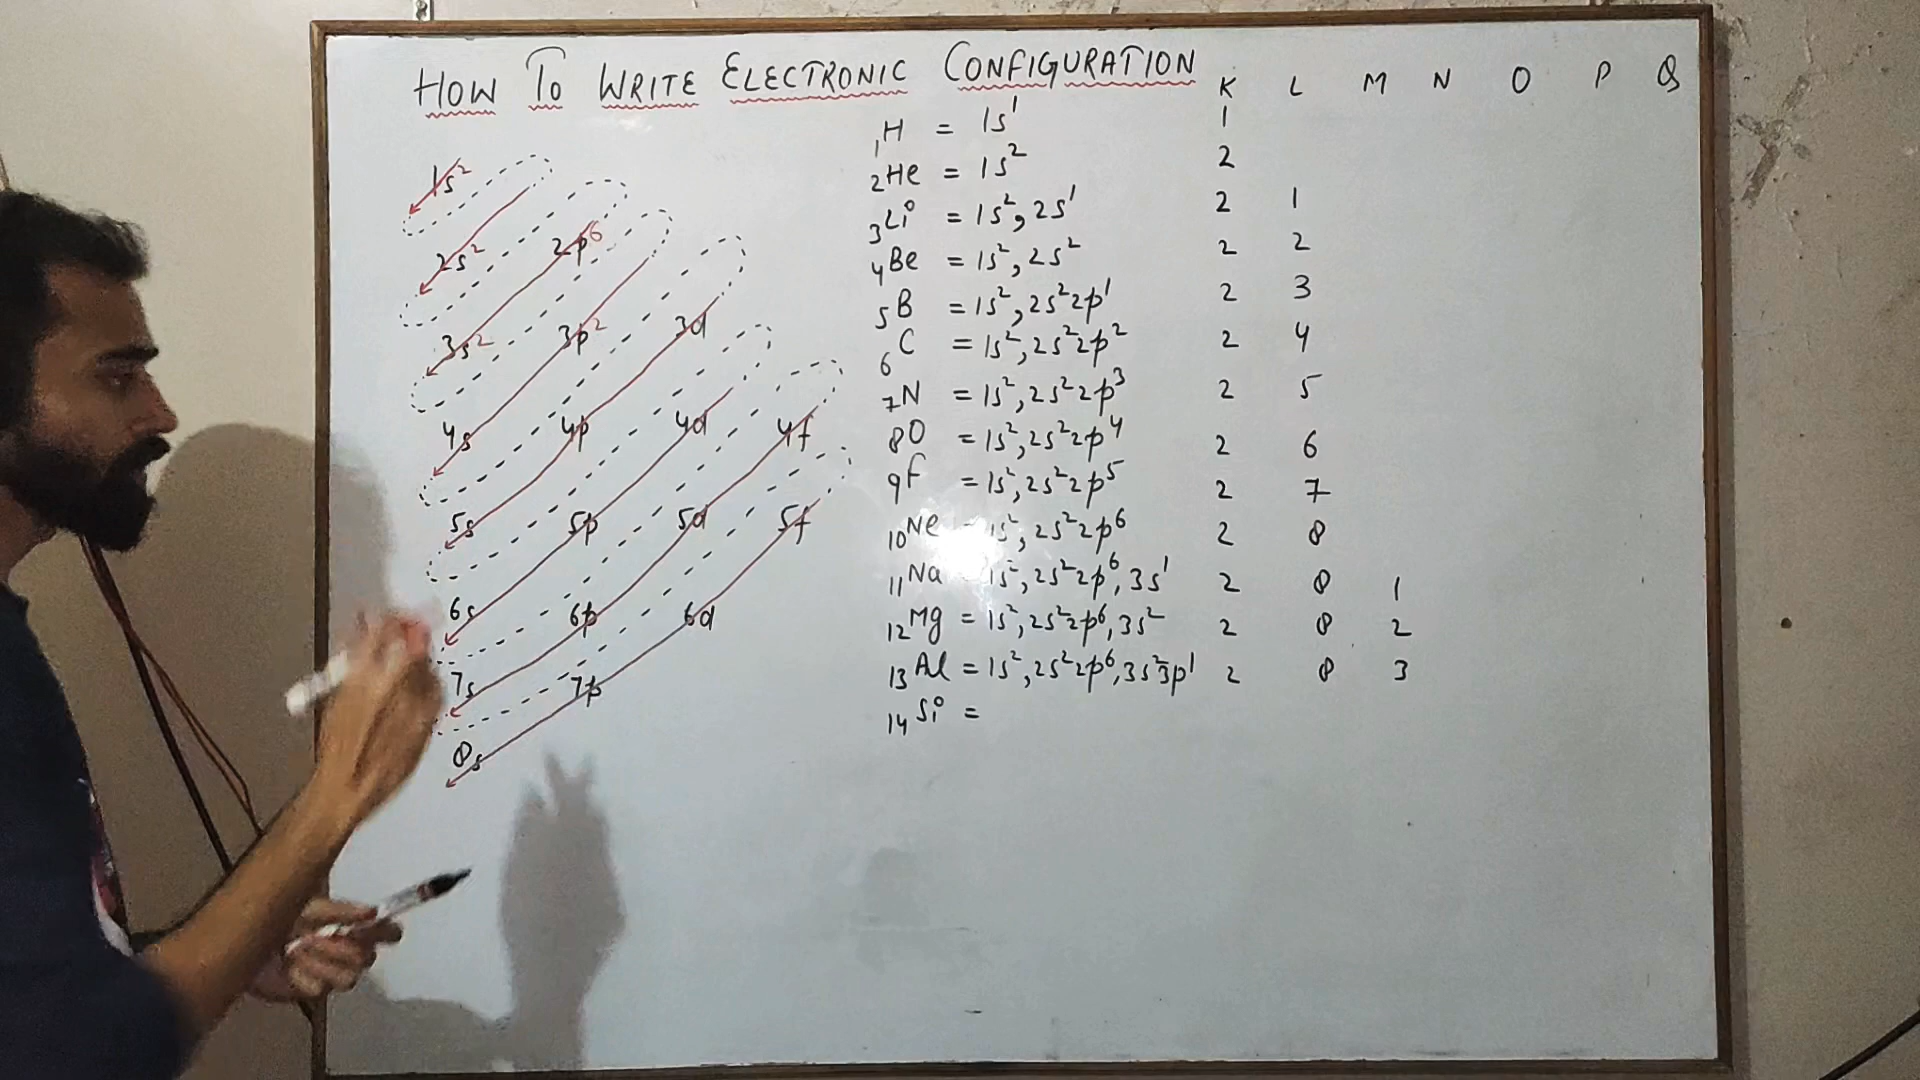 HOW TO WRITE ELECTRONIC CONFIGURATION
K L M N O P Q
1s²
2s² 2p⁶
3s² 3p² 3d
4s 4p 4d 4f
5s 5p 5d 5f
6s 6p 6d
7s 7p
8s
₁H = 1s¹ 1
₂He = 1s² 2
₃Li = 1s², 2s¹ 2 1
₄Be = 1s², 2s² 2 2
₅B = 1s², 2s² 2p¹ 2 3
₆C = 1s², 2s² 2p² 2 4
₇N = 1s², 2s² 2p³ 2 5
₈O = 1s², 2s² 2p⁴ 2 6
₉F = 1s², 2s² 2p⁵ 2 7
₁₀Ne = 1s², 2s² 2p⁶ 2 8
₁₁Na = 1s², 2s² 2p⁶, 3s¹ 2 8 1
₁₂Mg = 1s², 2s² 2p⁶, 3s² 2 8 2
₁₃Al = 1s², 2s² 2p⁶, 3s² 3p¹ 2 8 3
₁₄Si =